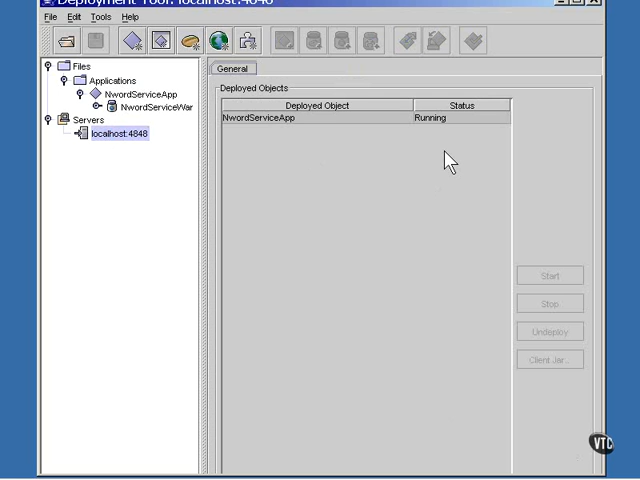 Deployment Tool: localhost:4848
File Edit Tools Help
Files
Applications
NwordServiceApp
NwordServiceWar
Servers
localhost:4848
General
Deployed Objects
Deployed Object Status
NwordServiceApp Running
Start
Stop
Undeploy
Client Jar...
VTC